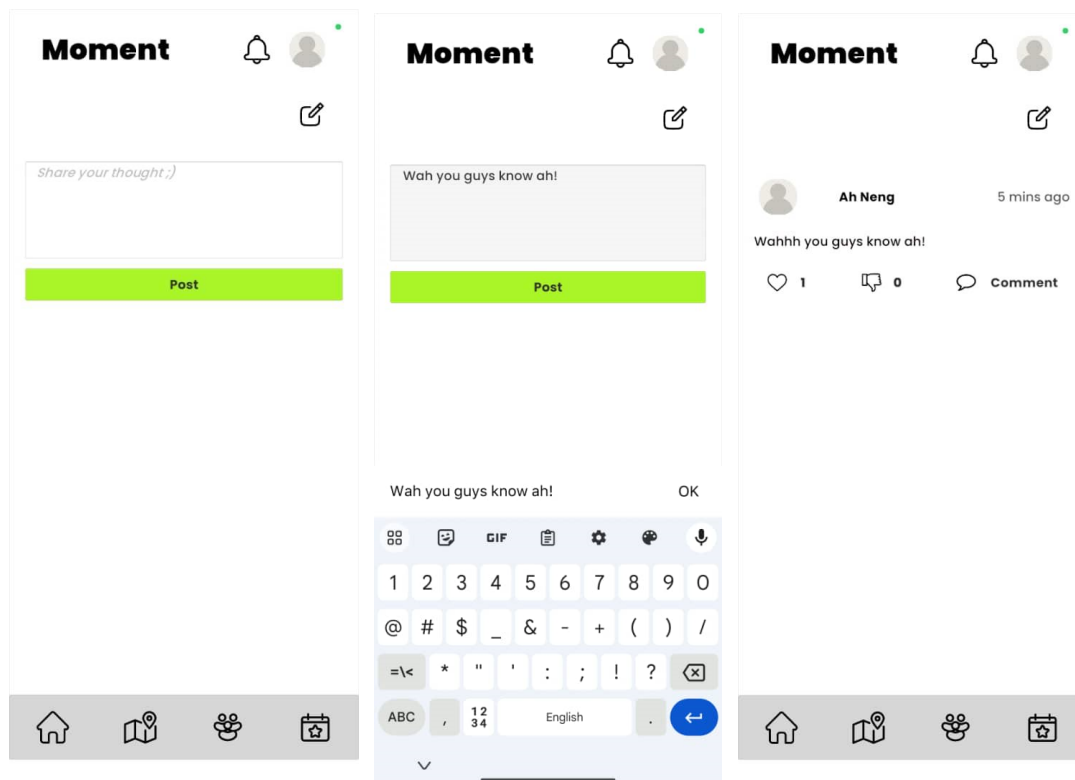 Moment
Share your thought ;)
Post
Moment
Wah you guys know ah!
Post
Wah you guys know ah! OK
GIF
1 2 3 4 5 6 7 8 9 0
@ # $ _ & - + ( ) /
=\< * " ' : ; ! ?
ABC , 12 34 English .
Moment
Ah Neng 5 mins ago
Wahhh you guys know ah!
1 0 Comment